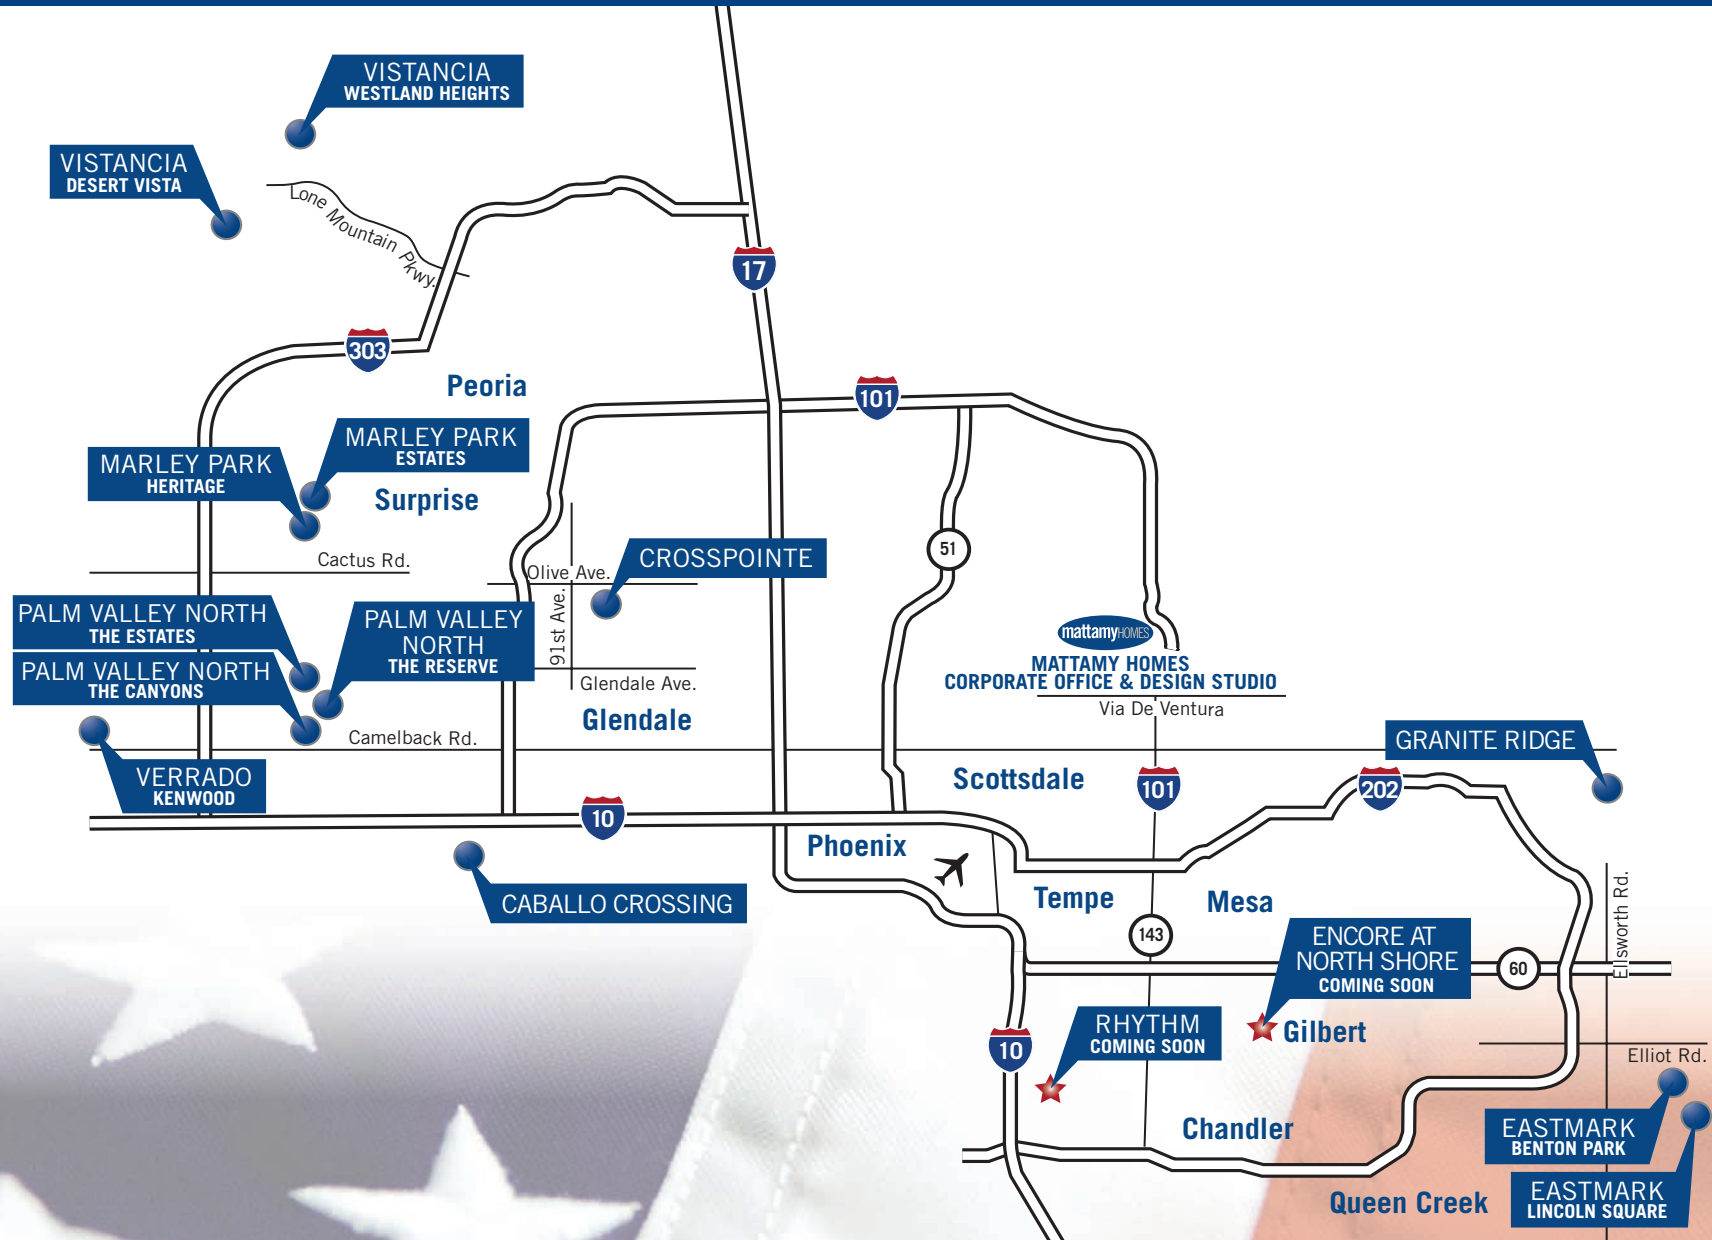 VISTANCIA
WESTLAND HEIGHTS
VISTANCIA
DESERT VISTA
Lone Mountain Pkwy.
17
303
Peoria
101
MARLEY PARK
ESTATES
MARLEY PARK
HERITAGE
Surprise
51
Cactus Rd.
Olive Ave.
CROSSPOINTE
91st Ave.
PALM VALLEY NORTH
THE ESTATES
PALM VALLEY
NORTH
THE RESERVE
PALM VALLEY NORTH
THE CANYONS
mattamyHOMES
MATTAMY HOMES
CORPORATE OFFICE & DESIGN STUDIO
Via De Ventura
Glendale Ave.
Glendale
Camelback Rd.
GRANITE RIDGE
VERRADO
KENWOOD
Scottsdale
101
202
10
Phoenix
CABALLO CROSSING
Tempe
Mesa
Ellsworth Rd.
143
ENCORE AT
NORTH SHORE
COMING SOON
60
RHYTHM
COMING SOON
Gilbert
10
Elliot Rd.
Chandler
EASTMARK
BENTON PARK
Queen Creek
EASTMARK
LINCOLN SQUARE